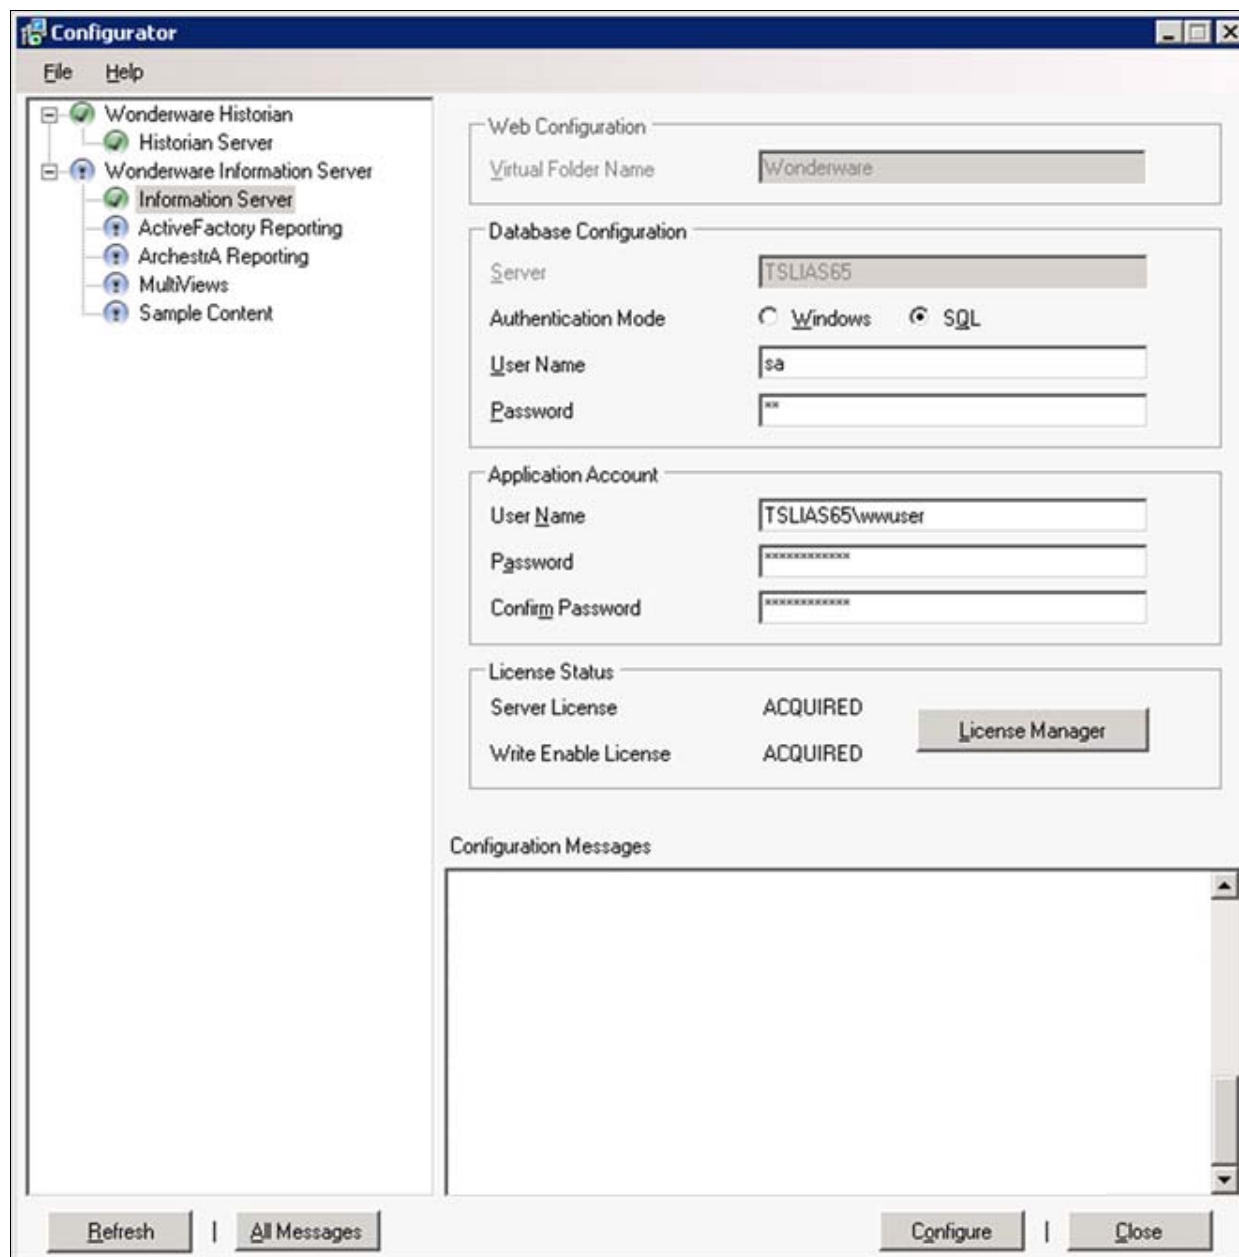 Configurator
File Help
Wonderware Historian
Historian Server
Wonderware Information Server
Information Server
ActiveFactory Reporting
ArchestrA Reporting
MultiViews
Sample Content
Web Configuration
Virtual Folder Name Wonderware
Database Configuration
Server TSLIAS65
Authentication Mode Windows SQL
User Name sa
Password **
Application Account
User Name TSLIAS65\wwuser
Password ************
Confirm Password ************
License Status
Server License ACQUIRED
License Manager
Write Enable License ACQUIRED
Configuration Messages
Refresh | All Messages Configure | Close